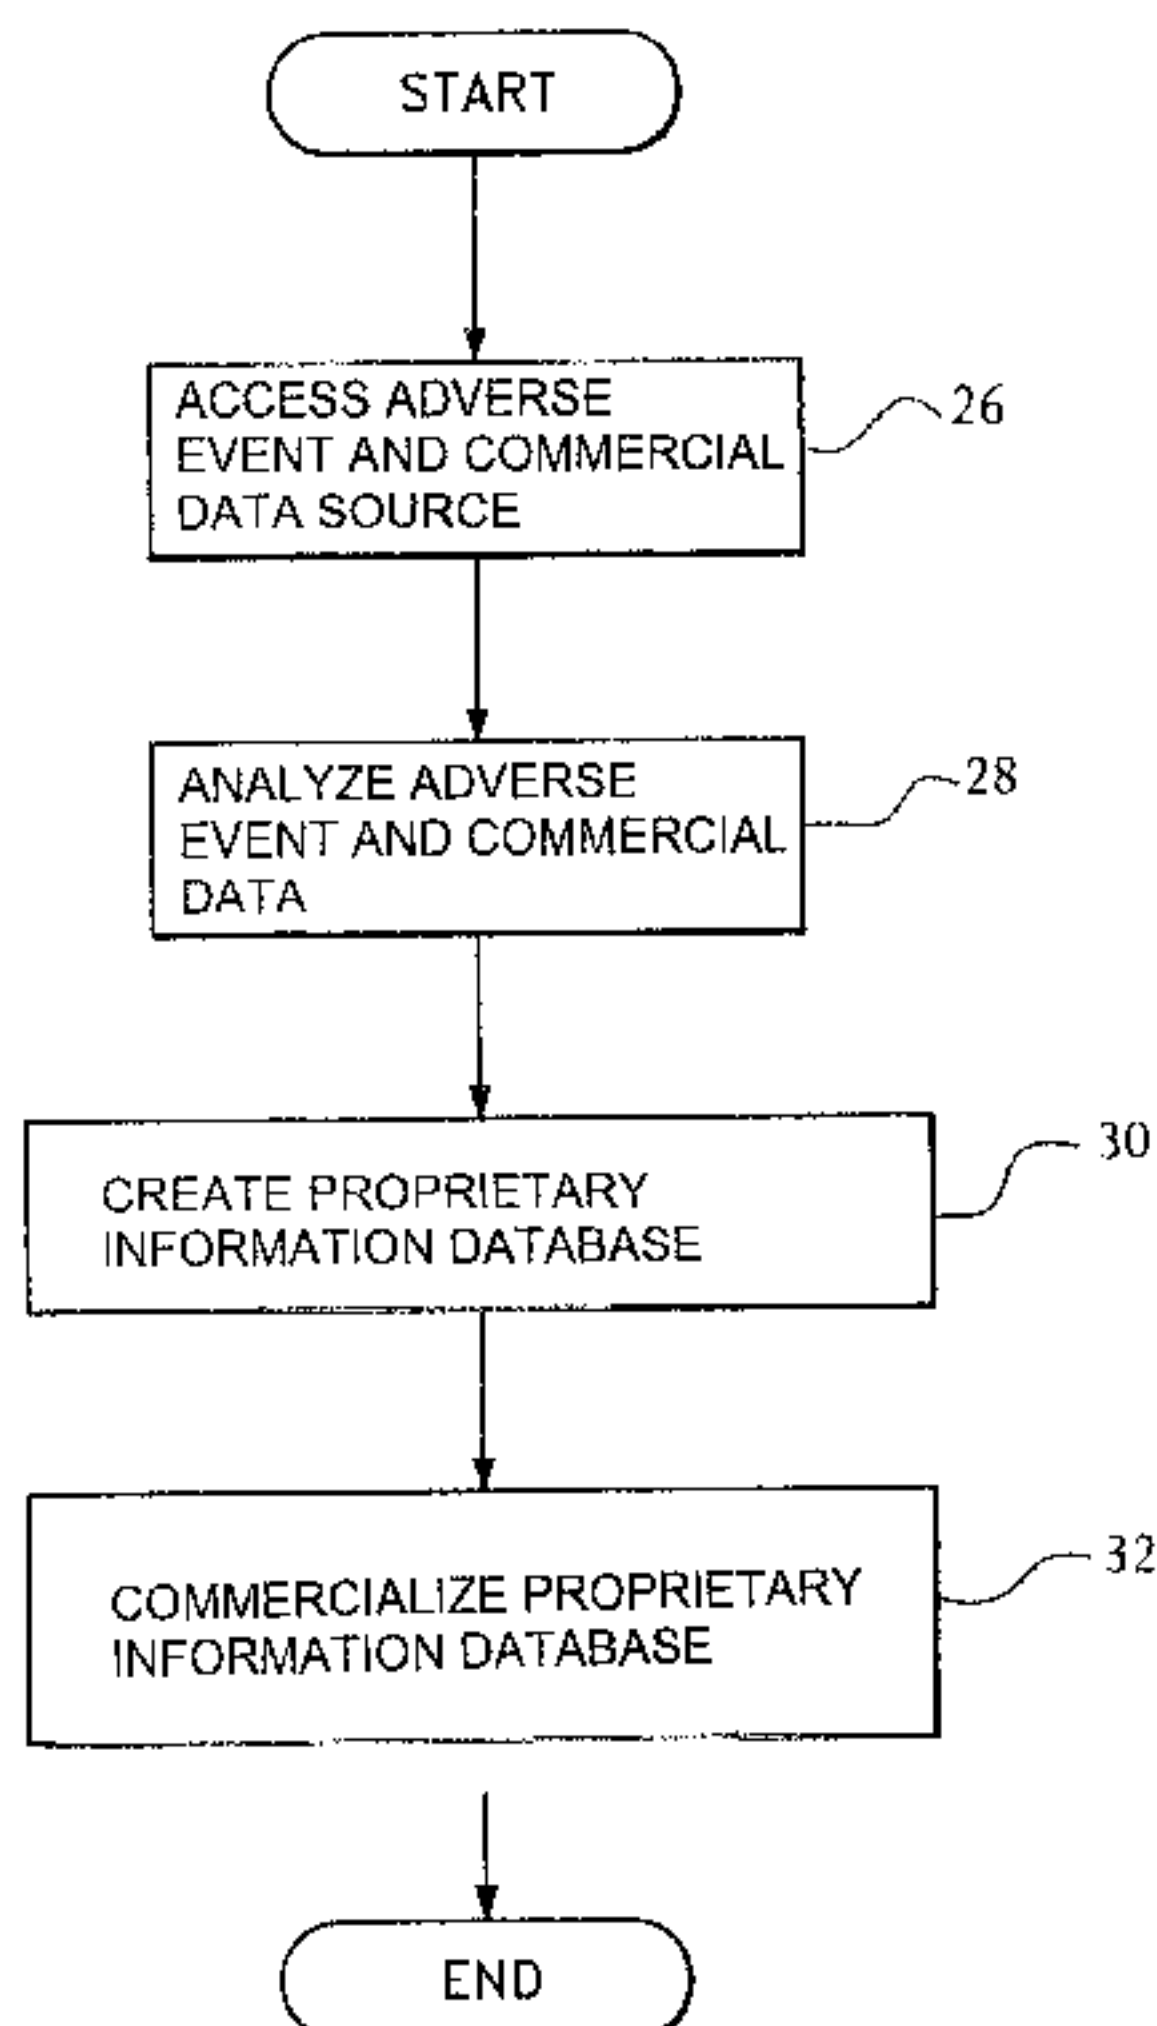 START
ACCESS ADVERSE
EVENT AND COMMERCIAL
DATA SOURCE
26
ANALYZE ADVERSE
EVENT AND COMMERCIAL
DATA
28
CREATE PROPRIETARY
INFORMATION DATABASE
30
COMMERCIALIZE PROPRIETARY
INFORMATION DATABASE
32
END